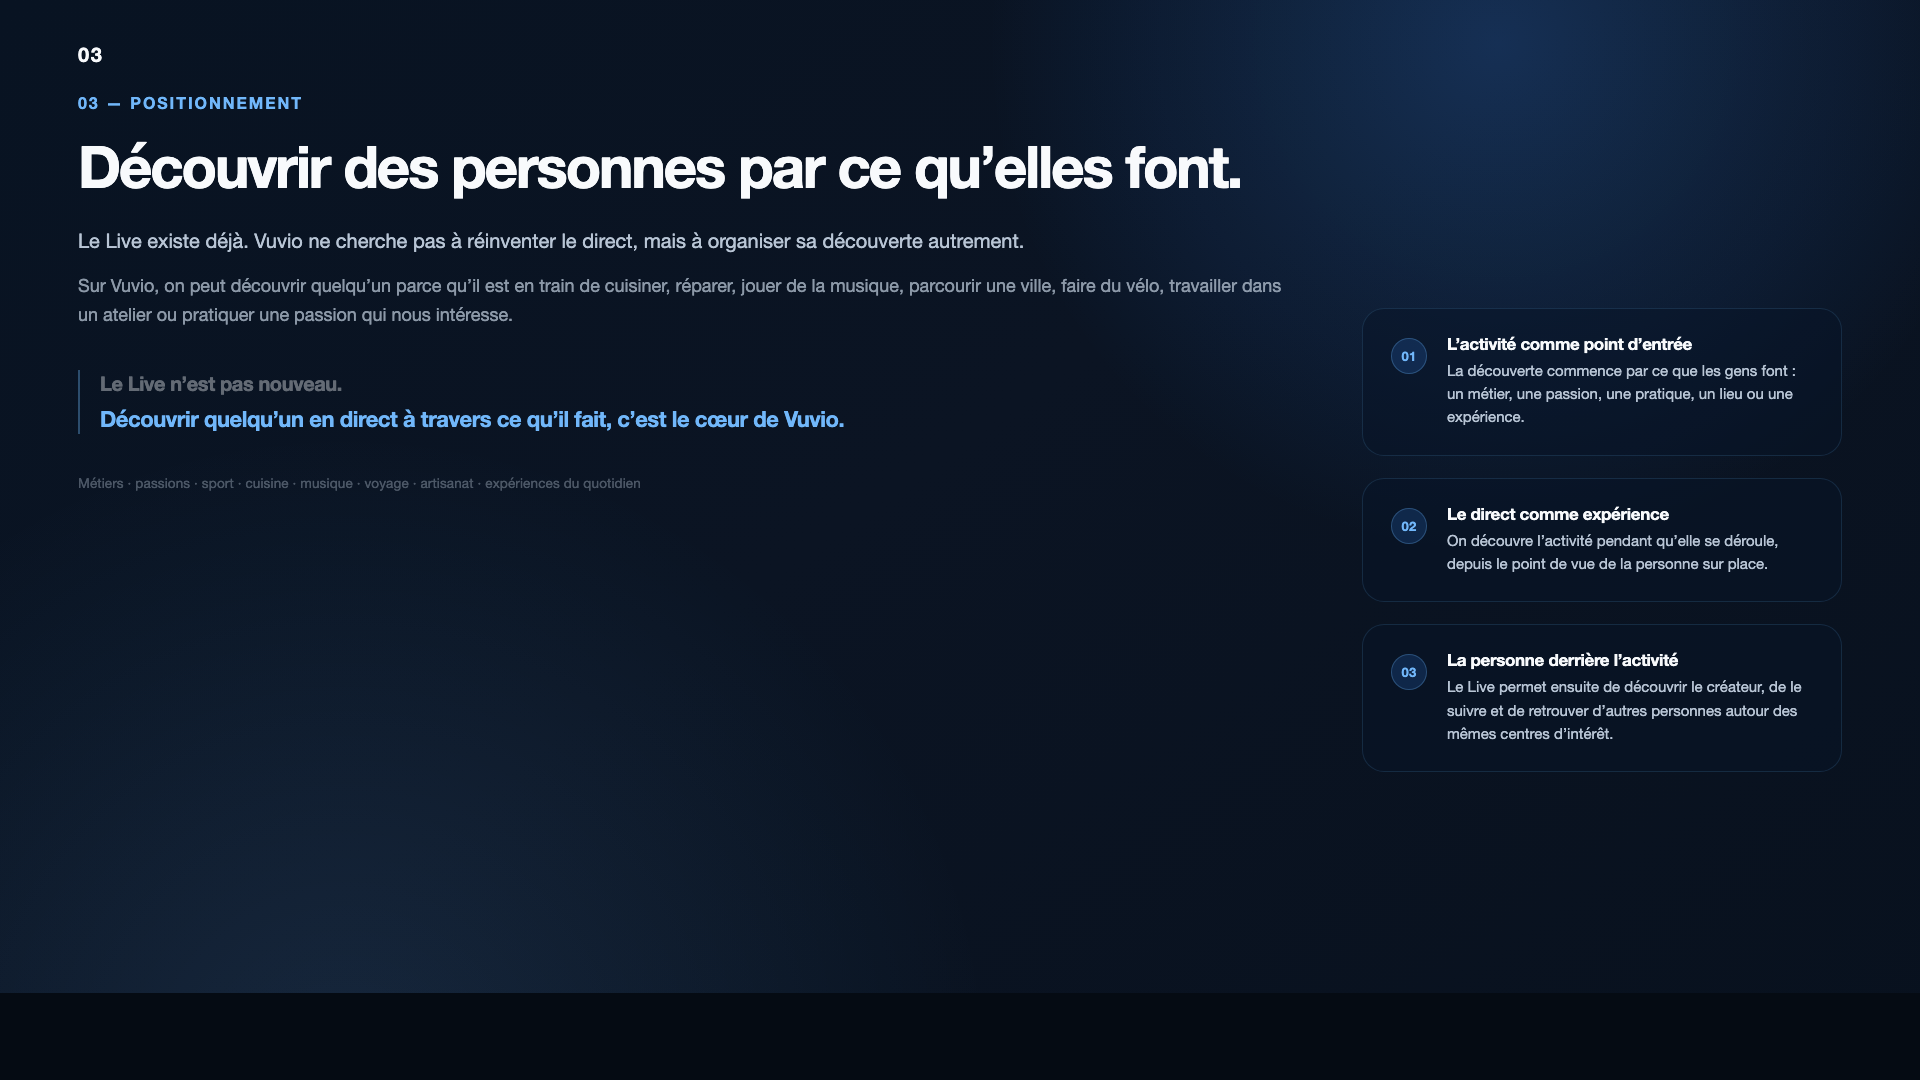 03
03 — POSITIONNEMENT
Découvrir des personnes par ce qu’elles font.
Le Live existe déjà. Vuvio ne cherche pas à réinventer le direct, mais à organiser sa découverte autrement.
Sur Vuvio, on peut découvrir quelqu’un parce qu’il est en train de cuisiner, réparer, jouer de la musique, parcourir une ville, faire du vélo, travailler dans
un atelier ou pratiquer une passion qui nous intéresse.
Le Live n’est pas nouveau.
Découvrir quelqu’un en direct à travers ce qu’il fait, c’est le cœur de Vuvio.
Métiers · passions · sport · cuisine · musique · voyage · artisanat · expériences du quotidien
01
L’activité comme point d’entrée
La découverte commence par ce que les gens font :
un métier, une passion, une pratique, un lieu ou une
expérience.
02
Le direct comme expérience
On découvre l’activité pendant qu’elle se déroule,
depuis le point de vue de la personne sur place.
03
La personne derrière l’activité
Le Live permet ensuite de découvrir le créateur, de le
suivre et de retrouver d’autres personnes autour des
mêmes centres d’intérêt.